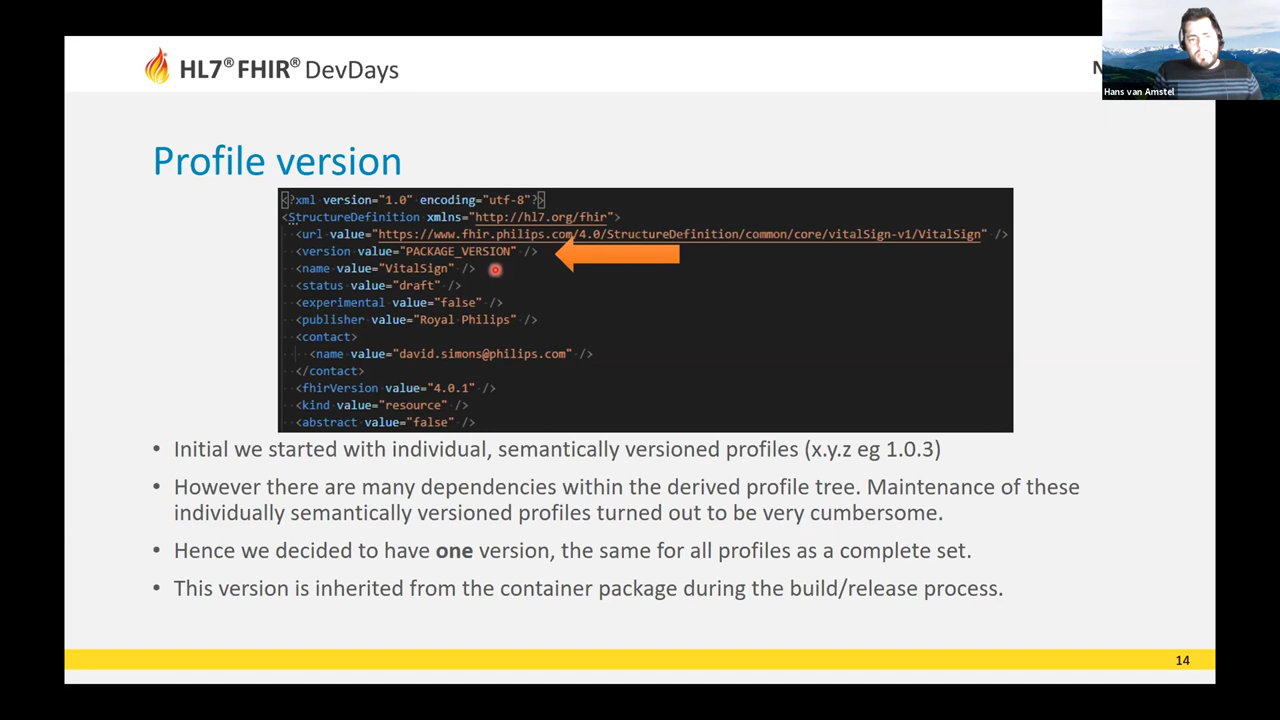 HL7® FHIR® DevDays
N
Hans van Amstel
Profile version
<?xml version="1.0" encoding="utf-8"?>
<StructureDefinition xmlns="http://hl7.org/fhir">
<url value="https://www.fhir.philips.com/4.0/StructureDefinition/common/core/vitalSign-v1/VitalSign" />
<version value="PACKAGE_VERSION" />
<name value="VitalSign" />
<status value="draft" />
<experimental value="false" />
<publisher value="Royal Philips" />
<contact>
<name value="david.simons@philips.com" />
</contact>
<fhirVersion value="4.0.1" />
<kind value="resource" />
<abstract value="false" />
• Initial we started with individual, semantically versioned profiles (x.y.z eg 1.0.3)
• However there are many dependencies within the derived profile tree. Maintenance of these
individually semantically versioned profiles turned out to be very cumbersome.
• Hence we decided to have one version, the same for all profiles as a complete set.
• This version is inherited from the container package during the build/release process.
14